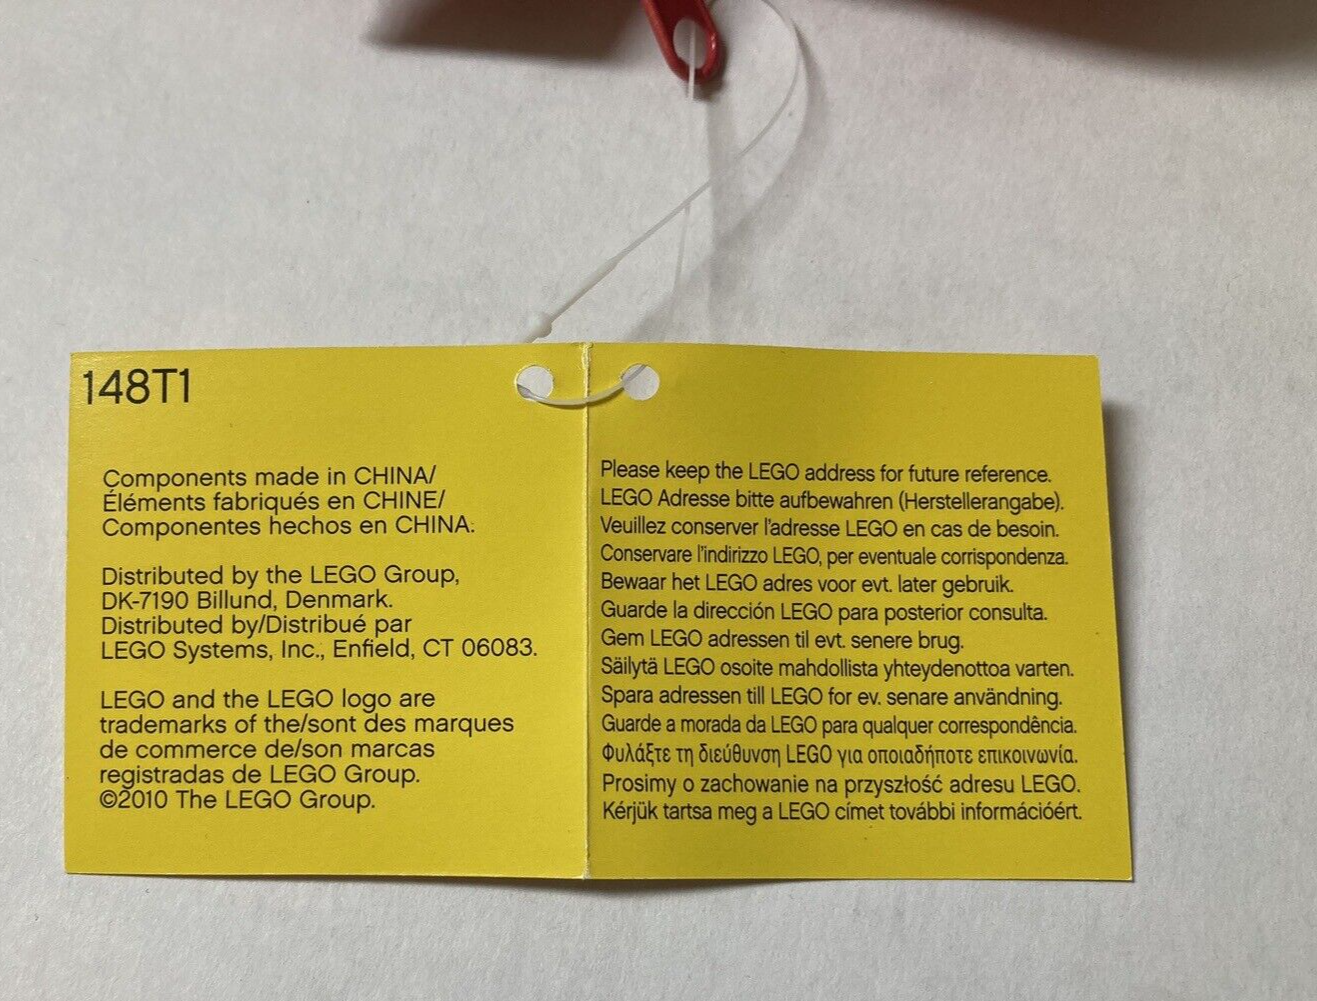 148T1
Components made in CHINA/
Éléments fabriqués en CHINE/
Componentes hechos en CHINA.
Distributed by the LEGO Group,
DK-7190 Billund, Denmark.
Distributed by/Distribué par
LEGO Systems, Inc., Enfield, CT 06083.
LEGO and the LEGO logo are
trademarks of the/sont des marques
de commerce de/son marcas
registradas de LEGO Group.
©2010 The LEGO Group.
Please keep the LEGO address for future reference.
LEGO Adresse bitte aufbewahren (Herstellerangabe).
Veuillez conserver l'adresse LEGO en cas de besoin.
Conservare l'indirizzo LEGO, per eventuale corrispondenza.
Bewaar het LEGO adres voor evt. later gebruik.
Guarde la dirección LEGO para posterior consulta.
Gem LEGO adressen til evt. senere brug.
Säilytä LEGO osoite mahdollista yhteydenottoa varten.
Spara adressen till LEGO for ev. senare användning.
Guarde a morada da LEGO para qualquer correspondência.
Φυλάξτε τη διεύθυνση LEGO για οποιαδήποτε επικοινωνία.
Prosimy o zachowanie na przyszłość adresu LEGO.
Kérjük tartsa meg a LEGO címet további információért.